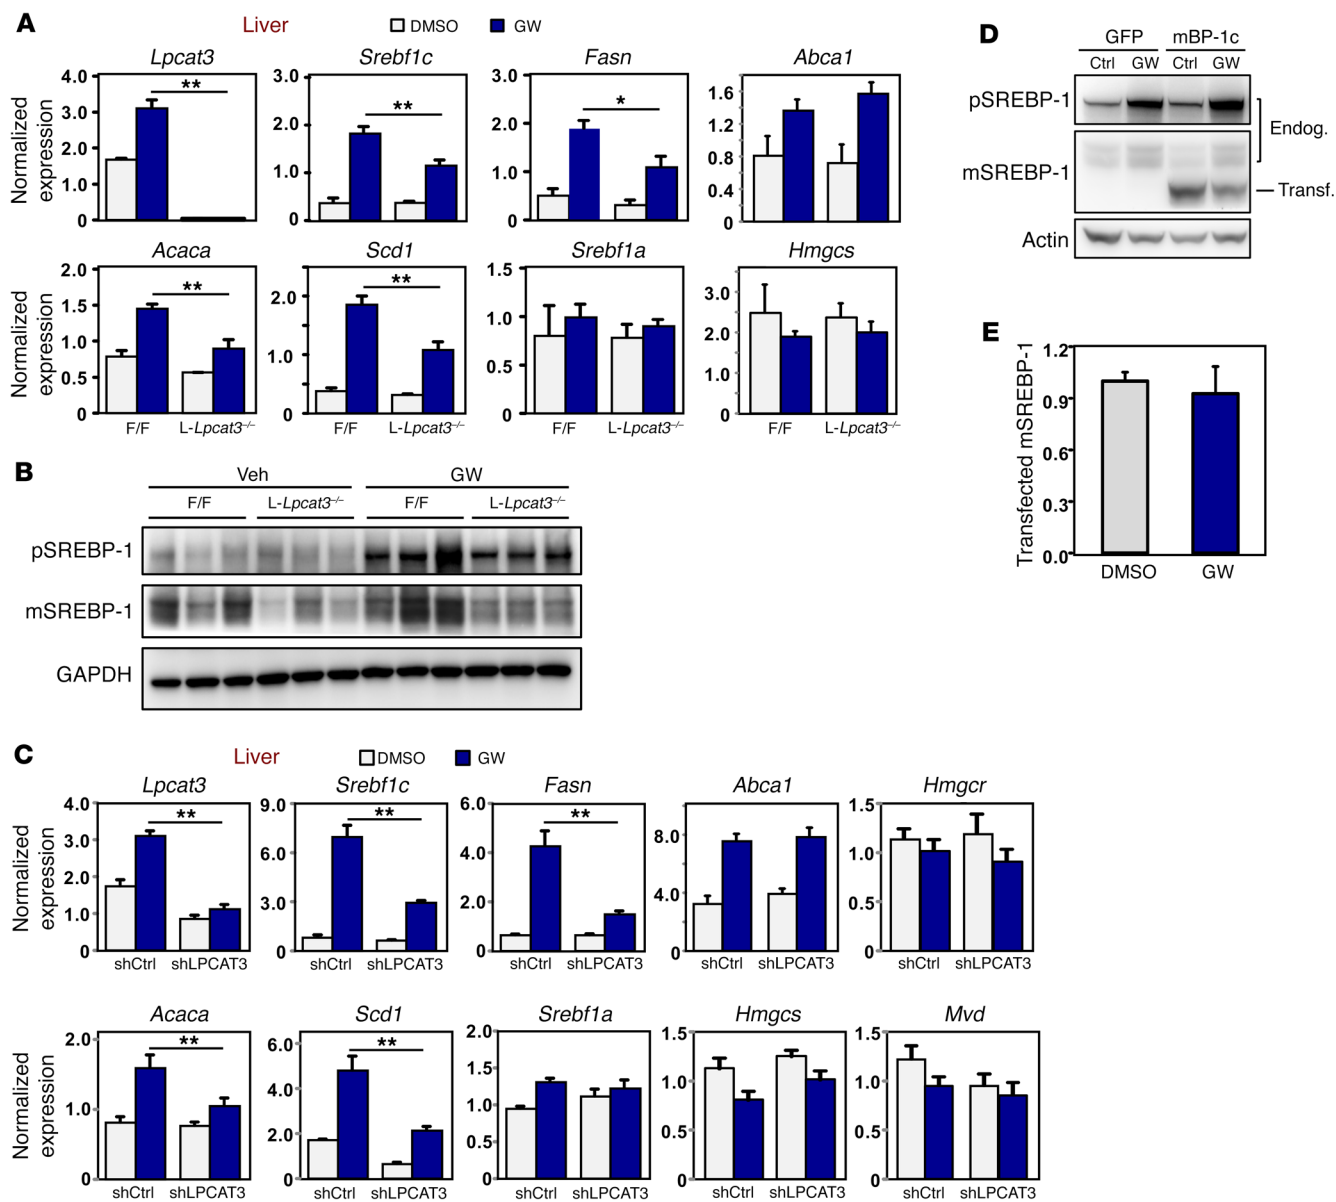 A
Liver
DMSO
GW
Lpcat3
Srebf1c
Fasn
Abca1
Normalized
expression
4.0
3.0
2.0
1.0
0
3.0
2.0
1.0
0
3.0
2.0
1.0
0
1.6
1.2
0.8
0.4
0
**
**
*
Acaca
Scd1
Srebf1a
Hmgcs
Normalized
expression
2.0
1.5
1.0
0.5
0
2.0
1.0
0
1.5
1.0
0.5
0
3.0
2.0
1.0
0
**
**
F/F
L-Lpcat3–/–
F/F
L-Lpcat3–/–
F/F
L-Lpcat3–/–
F/F
L-Lpcat3–/–
B
Veh
GW
F/F
L-Lpcat3–/–
F/F
L-Lpcat3–/–
pSREBP-1
mSREBP-1
GAPDH
C
Liver
DMSO
GW
Lpcat3
Srebf1c
Fasn
Abca1
Hmgcr
Normalized
expression
4.0
3.0
2.0
1.0
0
9.0
6.0
3.0
0
6.0
4.0
2.0
0
8.0
4.0
0
1.5
1.0
0.5
0
**
**
**
shCtrl
shLPCAT3
shCtrl
shLPCAT3
shCtrl
shLPCAT3
shCtrl
shLPCAT3
shCtrl
shLPCAT3
Acaca
Scd1
Srebf1a
Hmgcs
Mvd
Normalized
expression
2.0
1.0
0
6.0
4.0
2.0
0
2.0
1.5
1.0
0.5
0
1.5
1.0
0.5
0
1.5
1.0
0.5
0
**
**
shCtrl
shLPCAT3
shCtrl
shLPCAT3
shCtrl
shLPCAT3
shCtrl
shLPCAT3
shCtrl
shLPCAT3
D
GFP
mBP-1c
Ctrl
GW
Ctrl
GW
pSREBP-1
mSREBP-1
Actin
Endog.
Transf.
E
Transfected mSREBP-1
1.2
0.9
0.6
0.3
0.0
DMSO
GW